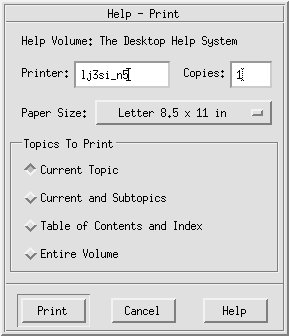 Help - Print
Help Volume: The Desktop Help System
Printer: lj3si_n5 Copies: 1
Paper Size: Letter 8.5 x 11 in
Topics To Print
Current Topic
Current and Subtopics
Table of Contents and Index
Entire Volume
Print Cancel Help